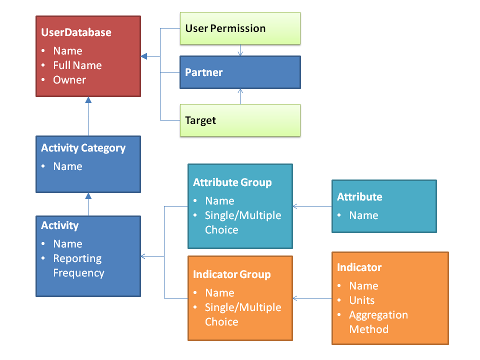 UserDatabase
• Name
• Full Name
• Owner
User Permission
Partner
Target
Activity Category
• Name
Activity
• Name
• Reporting
Frequency
Attribute Group
• Name
• Single/Multiple
Choice
Attribute
• Name
Indicator Group
• Name
• Single/Multiple
Choice
Indicator
• Name
• Units
• Aggregation
Method